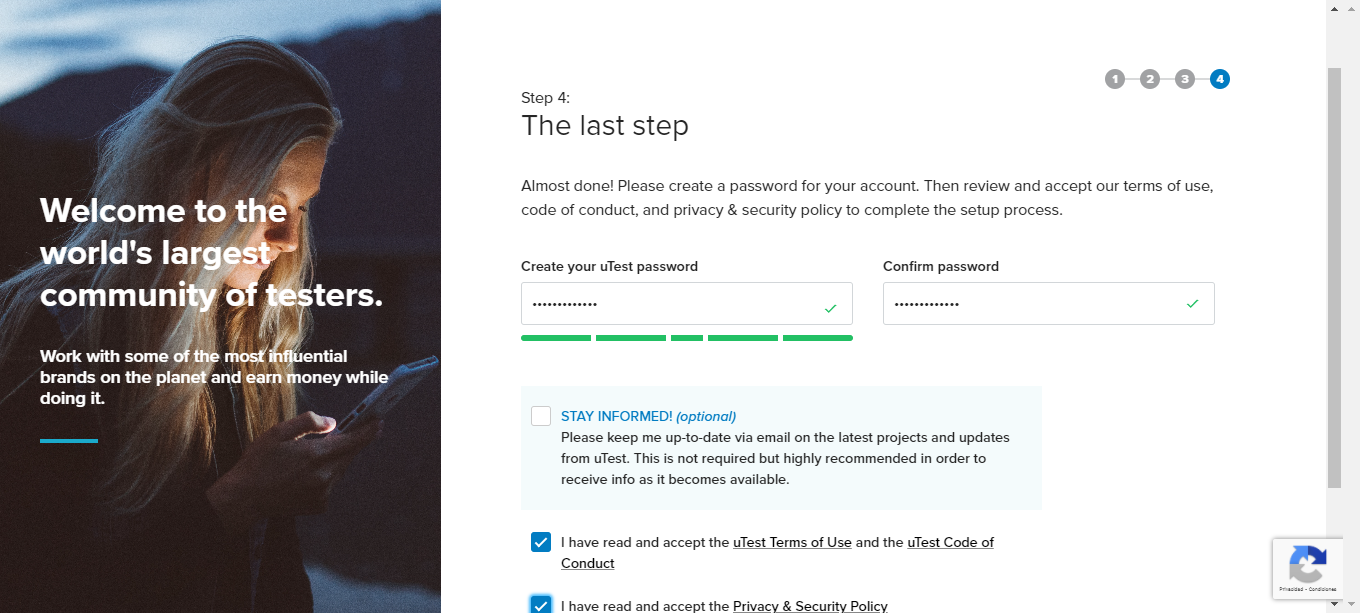 Welcome to the
world's largest
community of testers.
Work with some of the most influential
brands on the planet and earn money while
doing it.
1 2 3 4
Step 4:
The last step
Almost done! Please create a password for your account. Then review and accept our terms of use,
code of conduct, and privacy & security policy to complete the setup process.
Create your uTest password
Confirm password
•••••••••••••
•••••••••••••
STAY INFORMED! (optional)
Please keep me up-to-date via email on the latest projects and updates
from uTest. This is not required but highly recommended in order to
receive info as it becomes available.
I have read and accept the uTest Terms of Use and the uTest Code of
Conduct
I have read and accept the Privacy & Security Policy
Privacidad - Condiciones